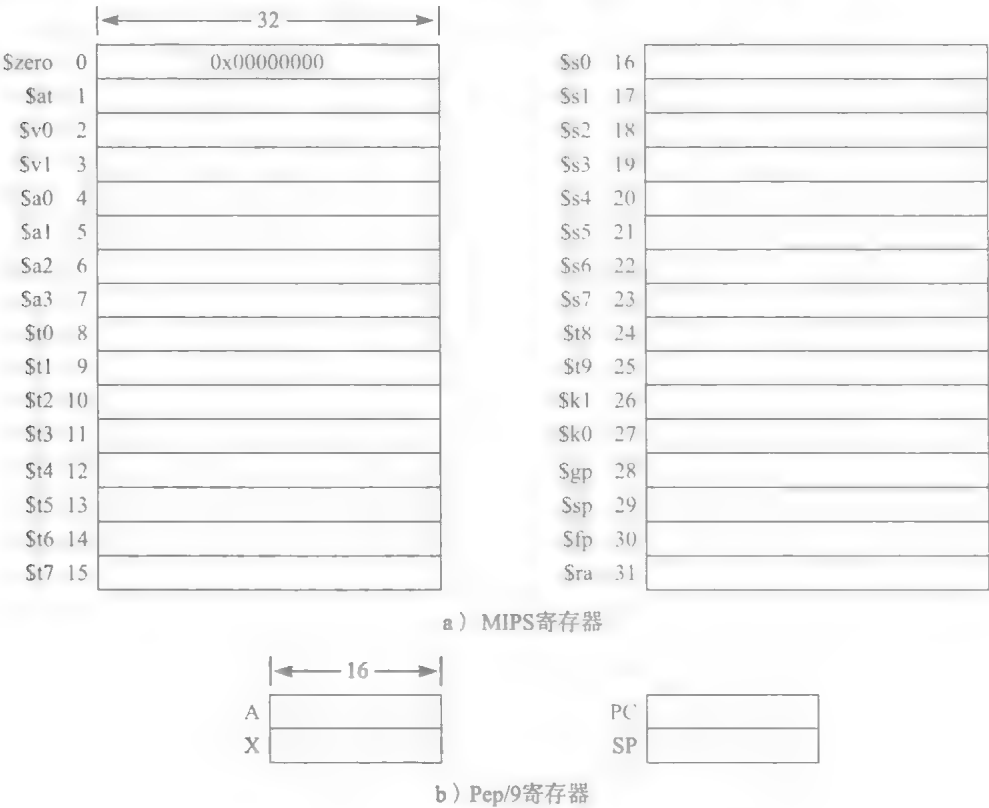 32
$zero 0 0x00000000
$at 1
$v0 2
$v1 3
$a0 4
$a1 5
$a2 6
$a3 7
$t0 8
$t1 9
$t2 10
$t3 11
$t4 12
$t5 13
$t6 14
$t7 15
$s0 16
$s1 17
$s2 18
$s3 19
$s4 20
$s5 21
$s6 22
$s7 23
$t8 24
$t9 25
$k1 26
$k0 27
$gp 28
$sp 29
$fp 30
$ra 31
a）MIPS寄存器
16
A
X
PC
SP
b）Pep/9寄存器